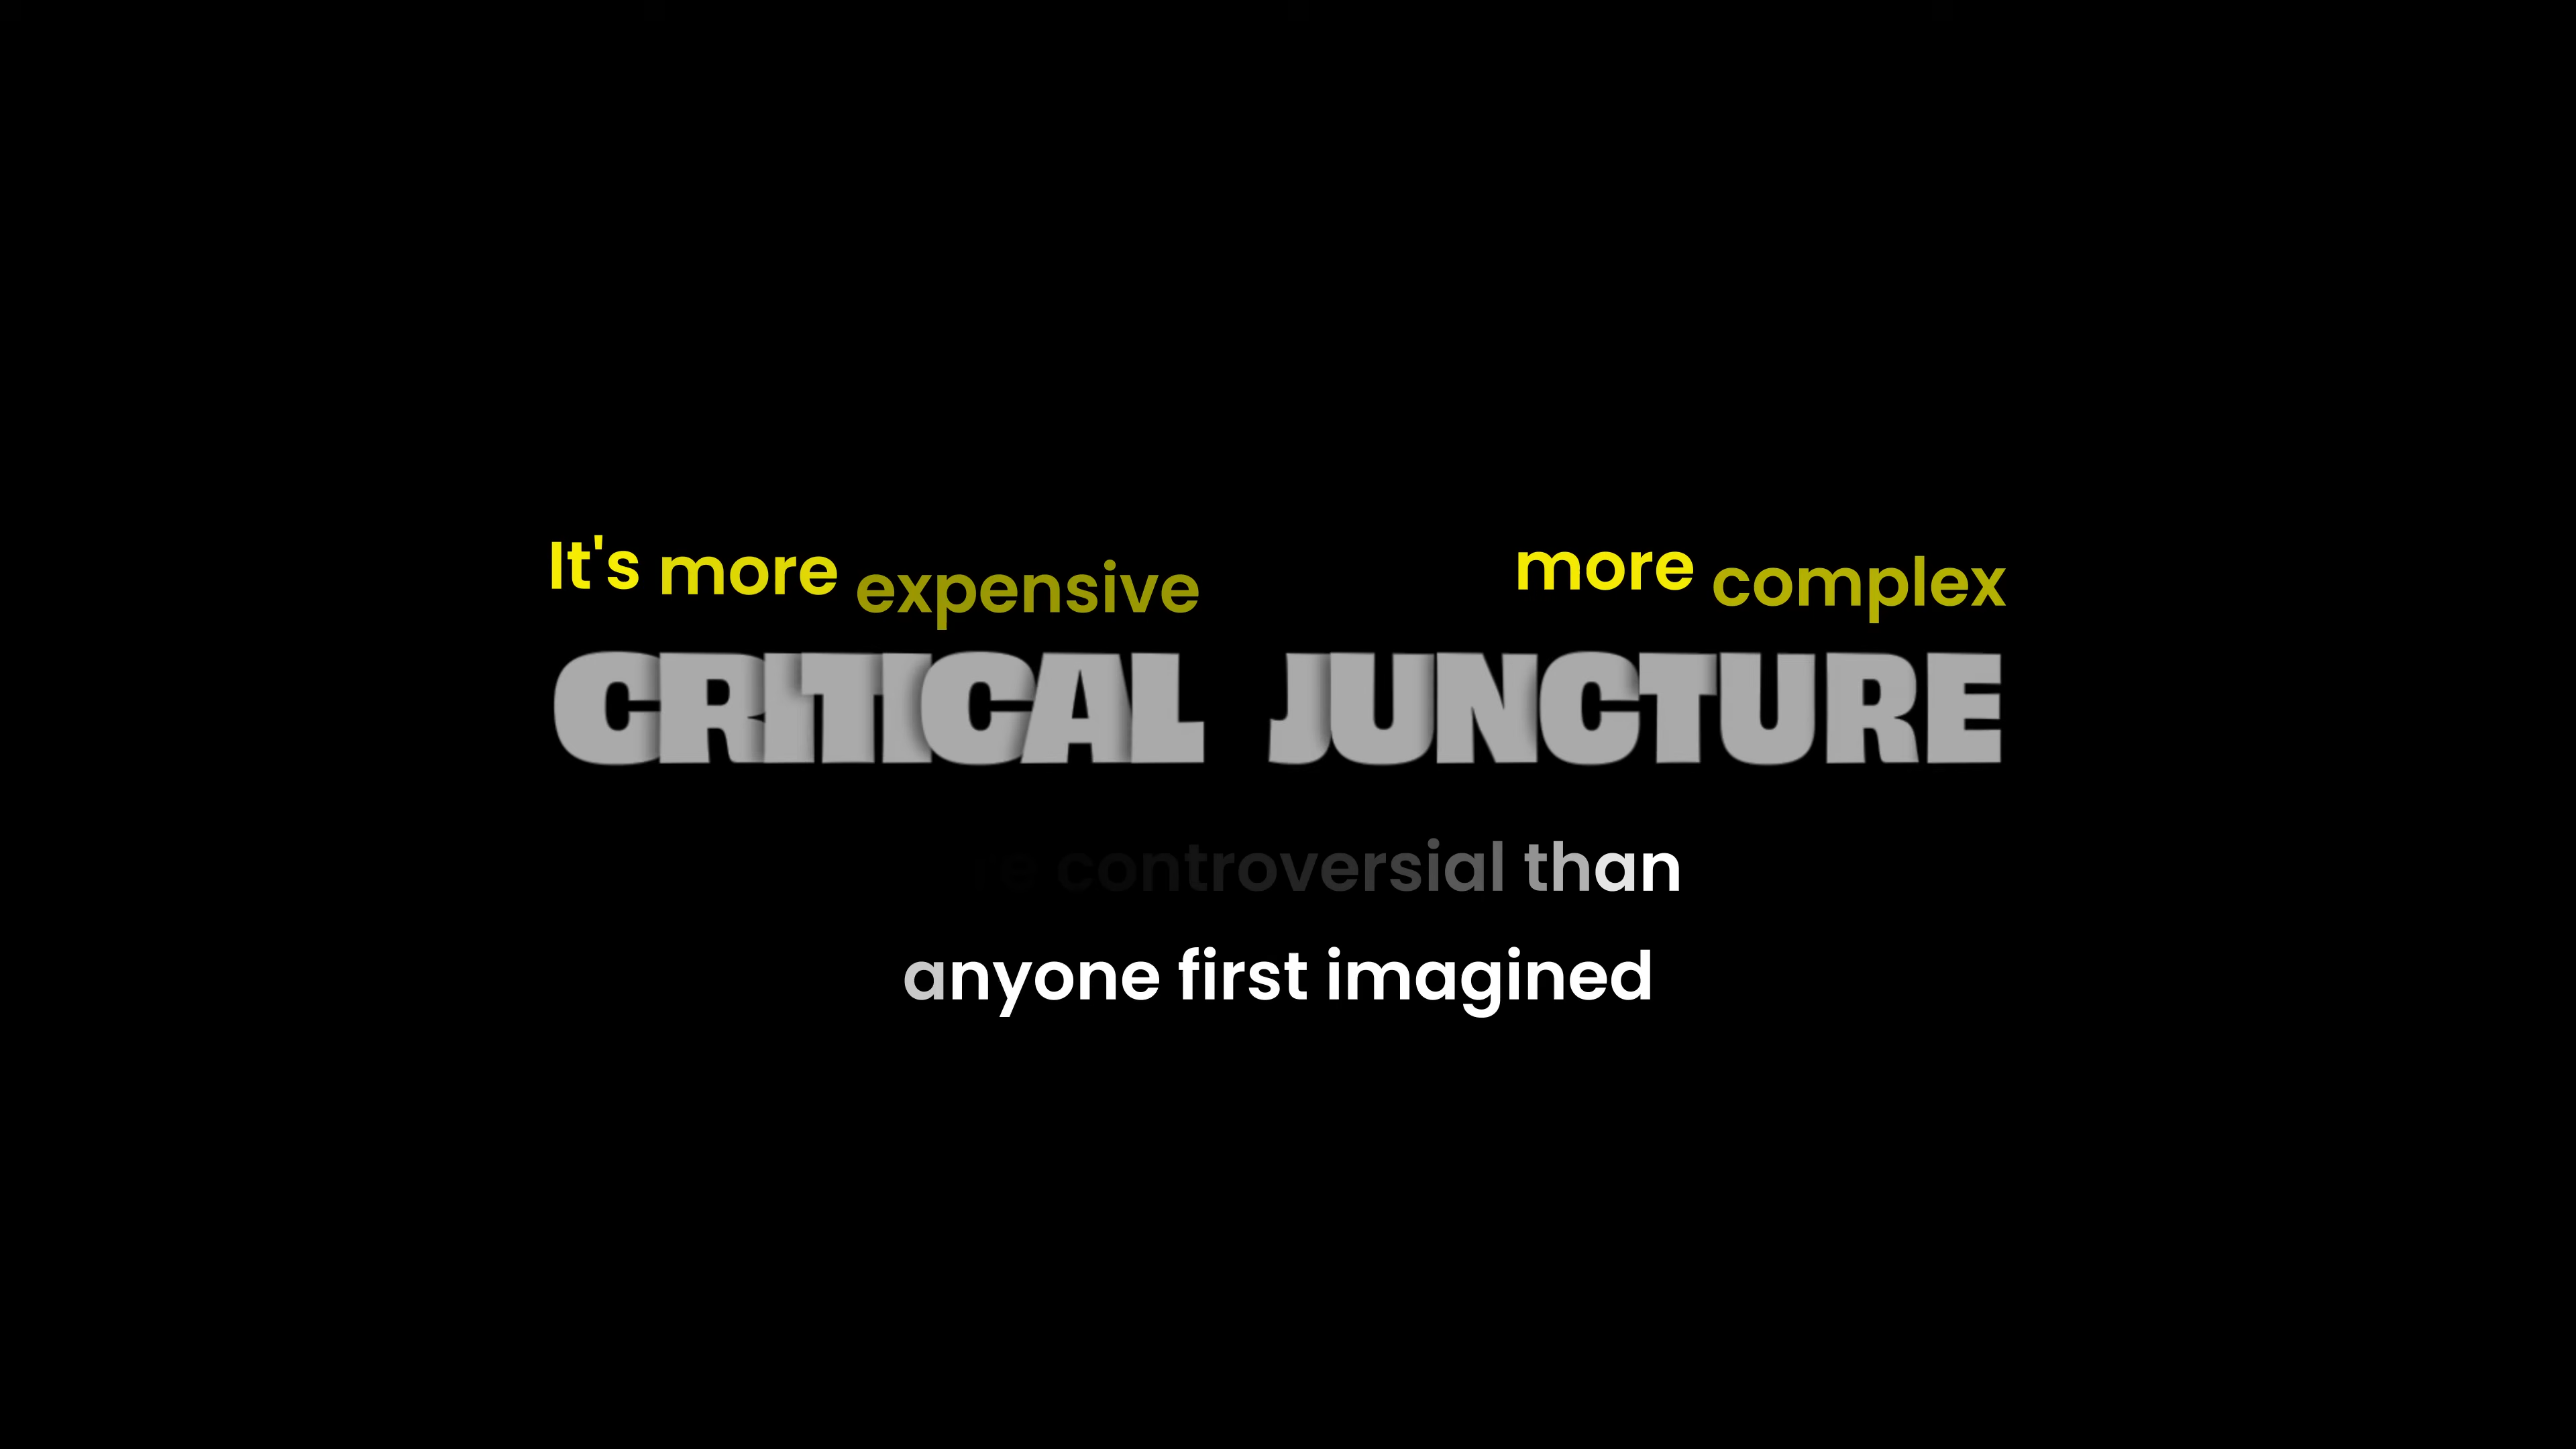 It's more expensive more complex
CRITICAL JUNCTURE
controversial than
anyone first imagined